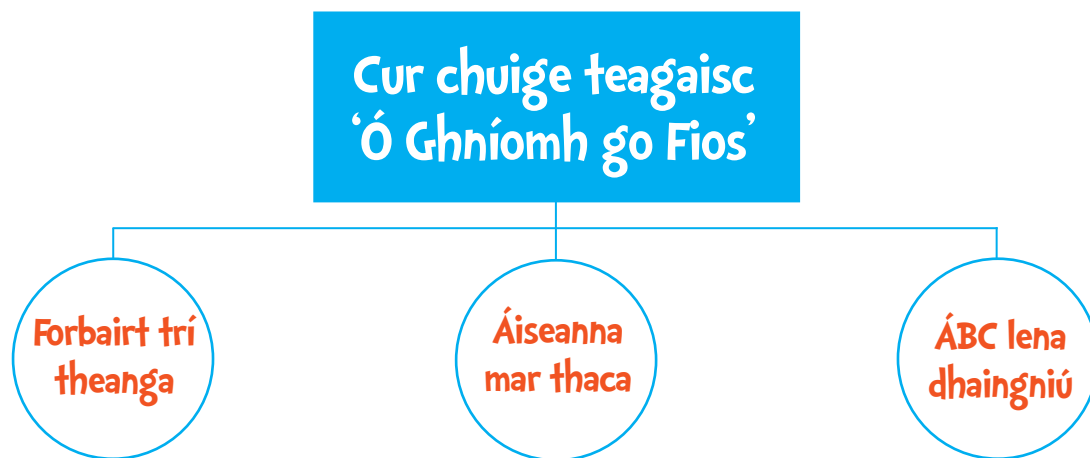 Cur chuige teagaisc
‘Ó Ghníomh go Fios’
Forbairt trí
theanga
Áiseanna
mar thaca
ÁBC lena
dhaingniú